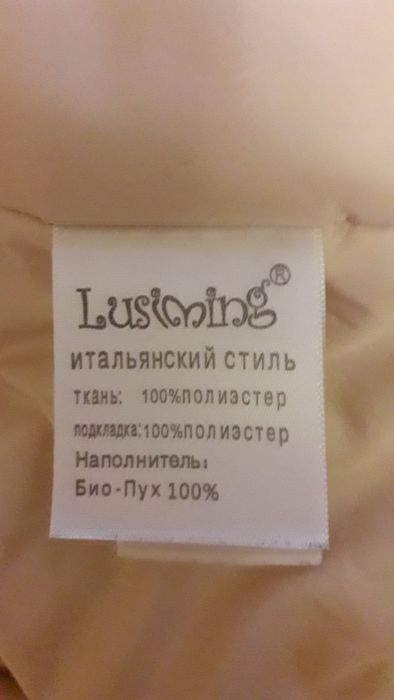 Lusiming®
ИТАЛЬЯНСКИЙ СТИЛЬ
ТКАНЬ: 100%ПОЛИЭСТЕР
ПОДКЛАДКА:100%ПОЛИЭСТЕР
Наполнитель:
Био-Пух 100%